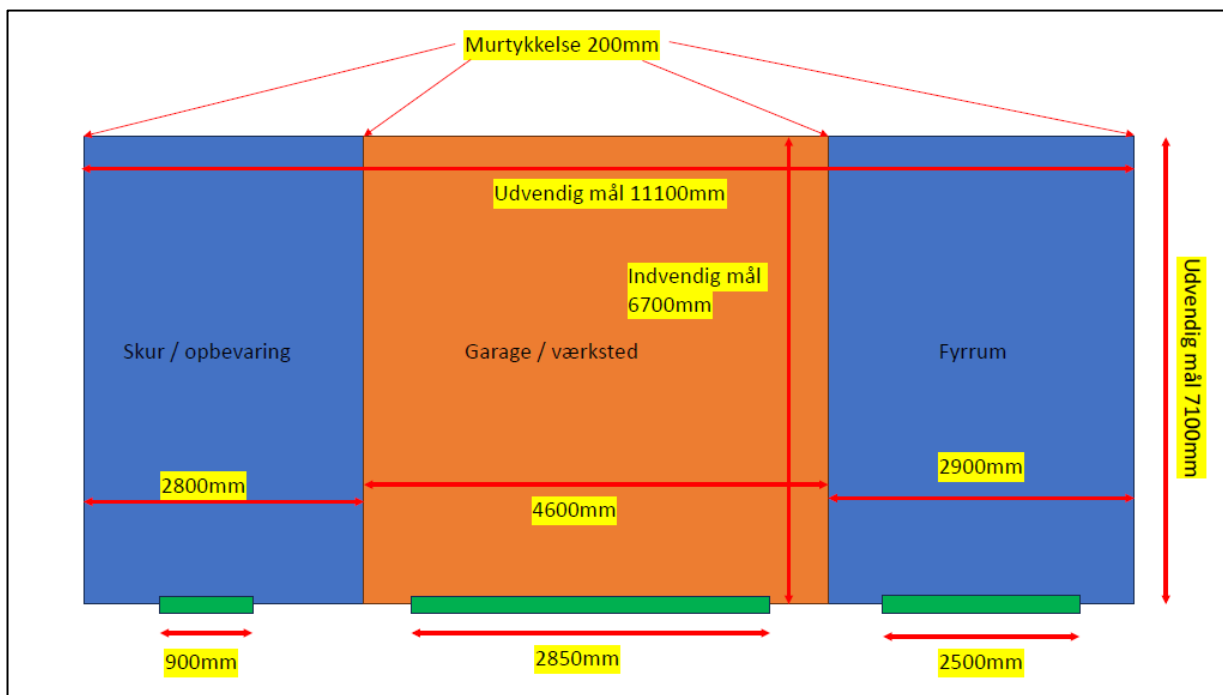 Murtykkelse 200mm
Udvendig mål 11100mm
Indvendig mål
6700mm
Udvendig mål 7100mm
Skur / opbevaring
Garage / værksted
Fyrrum
2800mm
4600mm
2900mm
900mm
2850mm
2500mm